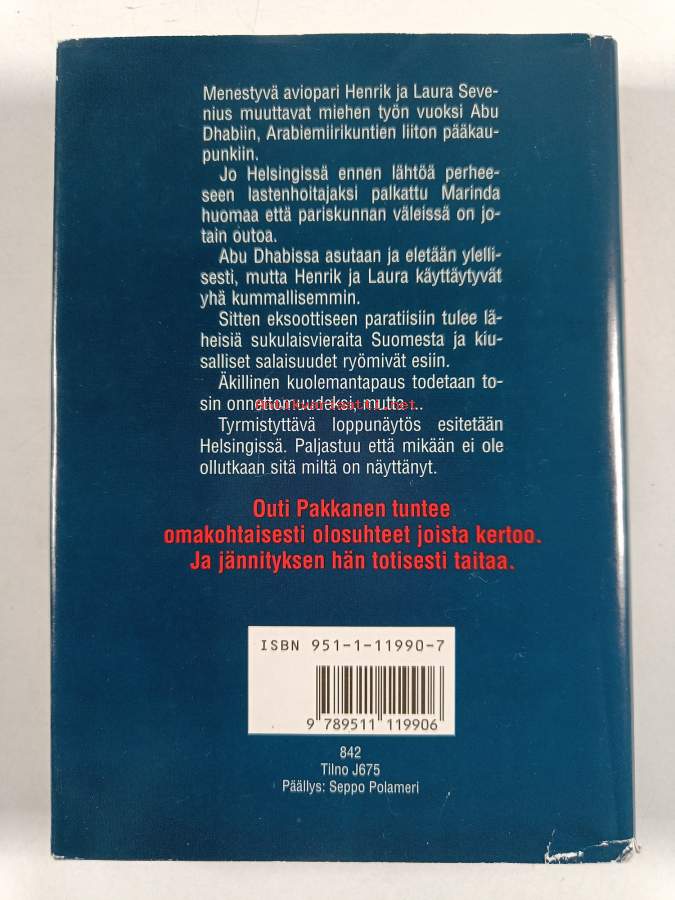 Menestyvä aviopari Henrik ja Laura Seve-
nius muuttavat miehen työn vuoksi Abu
Dhabiin, Arabiemiirikuntien liiton pääkau-
punkiin.
Jo Helsingissä ennen lähtöä perhee-
seen lastenhoitajaksi palkattu Marinda
huomaa että pariskunnan väleissä on jo-
tain outoa.
Abu Dhabissa asutaan ja eletään ylelli-
sesti, mutta Henrik ja Laura käyttäytyvät
yhä kummallisemmin.
Sitten eksoottiseen paratiisiin tulee lä-
heisiä sukulaisvieraita Suomesta ja kiu-
salliset salaisuudet ryömivät esiin.
Äkillinen kuolemantapaus todetaan to-
sin onnettomuudeksi, mutta...
Tyrmistyttävä loppunäytös esitetään
Helsingissä. Paljastuu että mikään ei ole
ollutkaan sitä miltä on näyttänyt.
Outi Pakkanen tuntee
omakohtaisesti olosuhteet joista kertoo.
Ja jännityksen hän totisesti taitaa.
ISBN 951-1-11990-7
9 789511 119906
842
Tilno J675
Päällys: Seppo Polameri